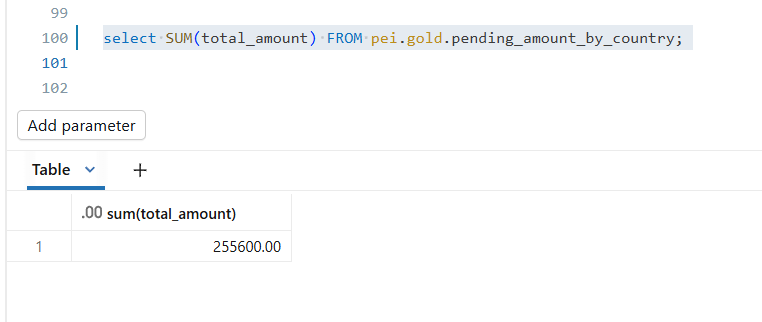 99
100 select SUM(total_amount) FROM pei.gold.pending_amount_by_country;
101
102
Add parameter
Table +
.00 sum(total_amount)
1 255600.00